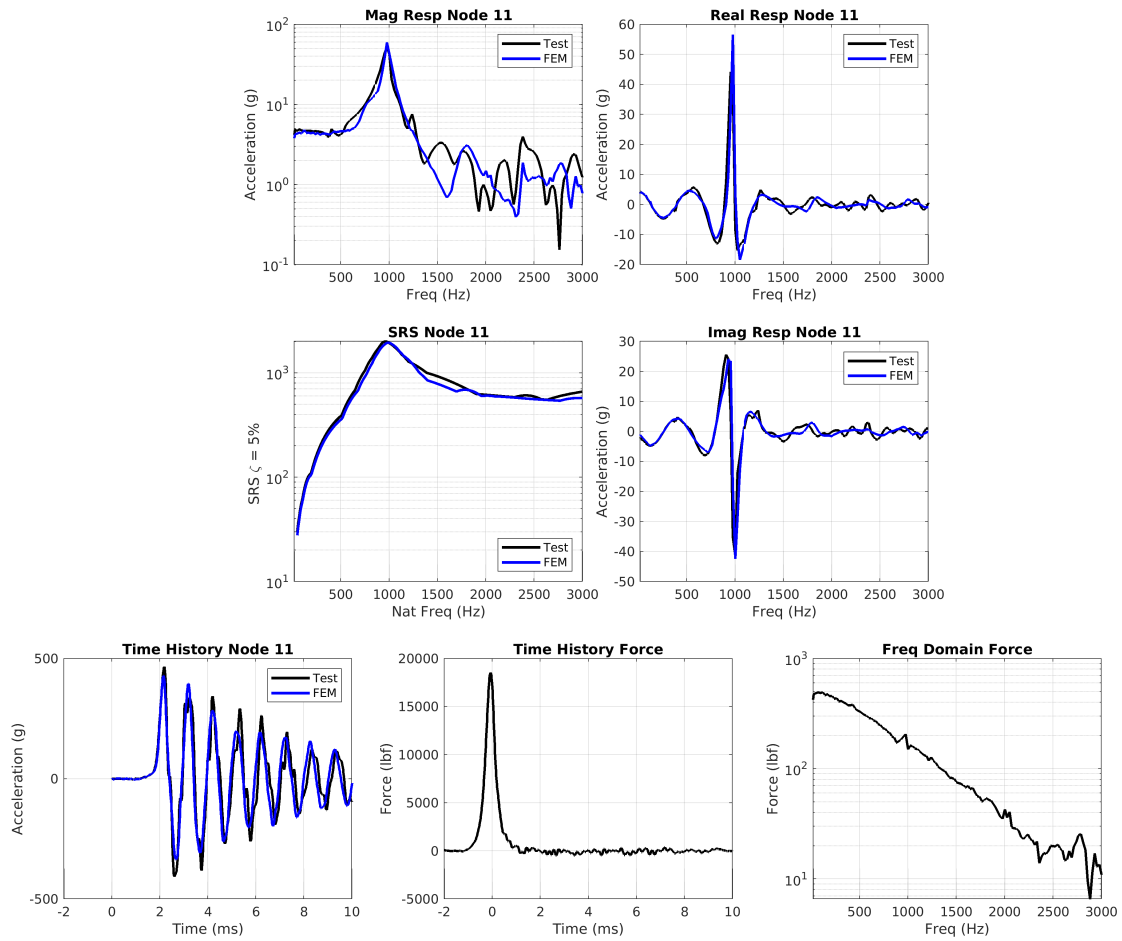 Mag Resp Node 11
10^2
10^1
10^0
10^-1
Acceleration (g)
Test
FEM
500 1000 1500 2000 2500 3000
Freq (Hz)
Real Resp Node 11
60
50
40
30
20
10
0
-10
-20
Acceleration (g)
Test
FEM
500 1000 1500 2000 2500 3000
Freq (Hz)
SRS Node 11
10^3
10^2
10^1
SRS ζ = 5%
Test
FEM
500 1000 1500 2000 2500 3000
Nat Freq (Hz)
Imag Resp Node 11
30
20
10
0
-10
-20
-30
-40
-50
Acceleration (g)
Test
FEM
500 1000 1500 2000 2500 3000
Freq (Hz)
Time History Node 11
500
0
-500
Acceleration (g)
Test
FEM
-2 0 2 4 6 8 10
Time (ms)
Time History Force
20000
15000
10000
5000
0
-5000
Force (lbf)
-2 0 2 4 6 8 10
Time (ms)
Freq Domain Force
10^3
10^2
10^1
Force (lbf)
500 1000 1500 2000 2500 3000
Freq (Hz)